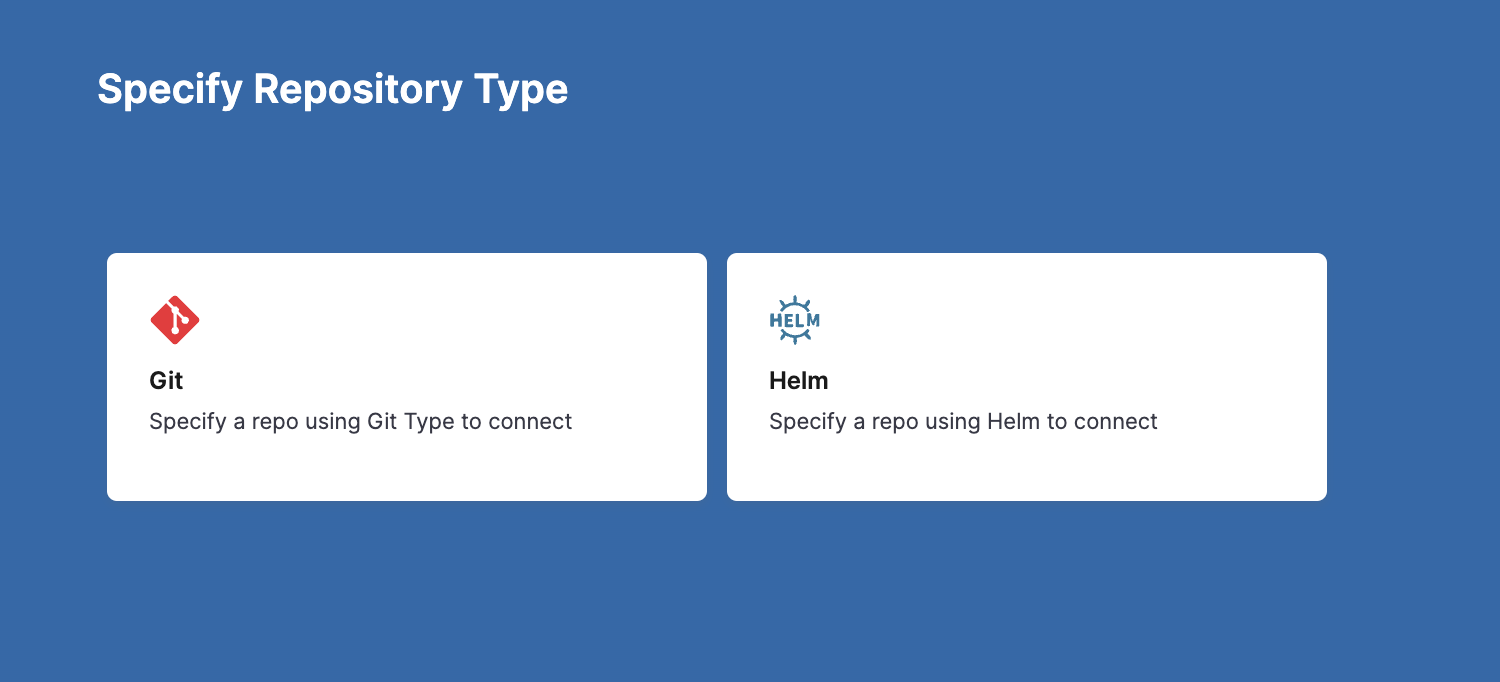 Specify Repository Type
HELM
Git
Specify a repo using Git Type to connect
Helm
Specify a repo using Helm to connect